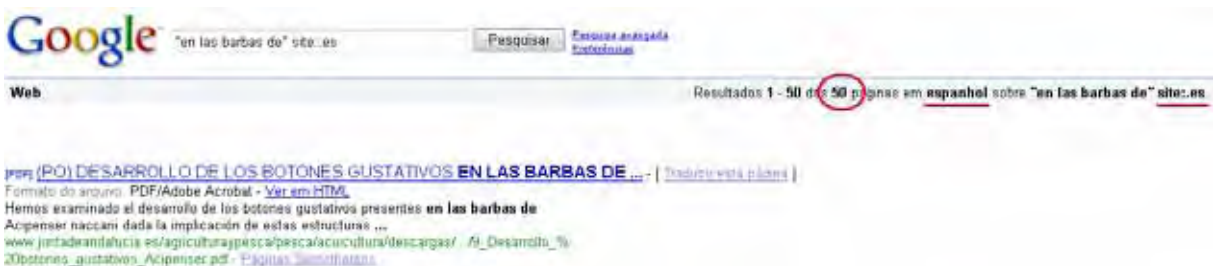 Google "en las barbas de" site:.es Pesquisar Pesquisa avançada
Preferências
Web Resultados 1 - 50 das 50 páginas em espanhol sobre "en las barbas de" site:.es
[PDF] (PO) DESARROLLO DE LOS BOTONES GUSTATIVOS EN LAS BARBAS DE ... - [ Traduzir esta página ]
Formato do arquivo: PDF/Adobe Acrobat - Ver em HTML
Hemos examinado el desarrollo de los botones gustativos presentes en las barbas de
Acipenser naccarii dada la implicación de estas estructuras ...
www.juntadeandalucia.es/agriculturaypesca/pesca/acuicultura/descargas/.../9_Desarrollo_%
20botones_gustativos_Acipenser.pdf - Páginas Semelhantes